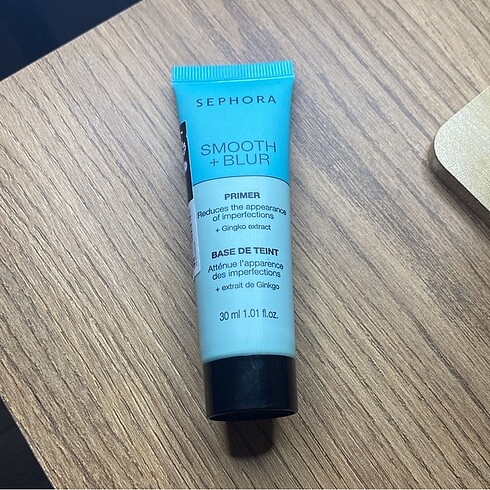 SEPHORA
SMOOTH
+ BLUR
PRIMER
Reduces the appearance
of imperfections
+ Gingko extract
BASE DE TEINT
Atténue l'apparence
des imperfections
+ extrait de Ginkgo
30 ml 1.01 fl.oz.